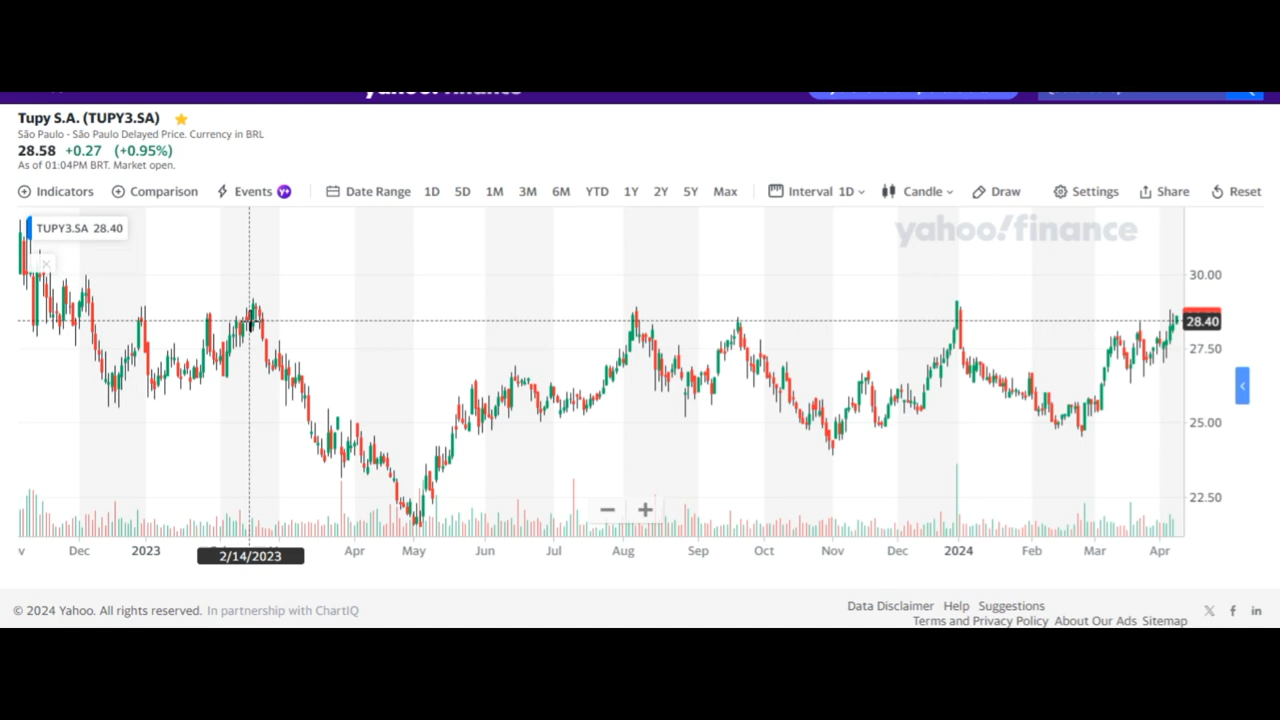 yahoo! finance
Tupy S.A. (TUPY3.SA)
São Paulo - São Paulo Delayed Price. Currency in BRL
28.58 +0.27 (+0.95%)
As of 01:04PM BRT. Market open.
Indicators Comparison Events Y+ Date Range 1D 5D 1M 3M 6M YTD 1Y 2Y 5Y Max Interval 1D Candle Draw Settings Share Reset
TUPY3.SA 28.40
yahoo!finance
30.00
28.40
27.50
25.00
22.50
v Dec 2023 Apr May Jun Jul Aug Sep Oct Nov Dec 2024 Feb Mar Apr
2/14/2023
© 2024 Yahoo. All rights reserved. In partnership with ChartIQ
Data Disclaimer Help Suggestions
Terms and Privacy Policy About Our Ads Sitemap